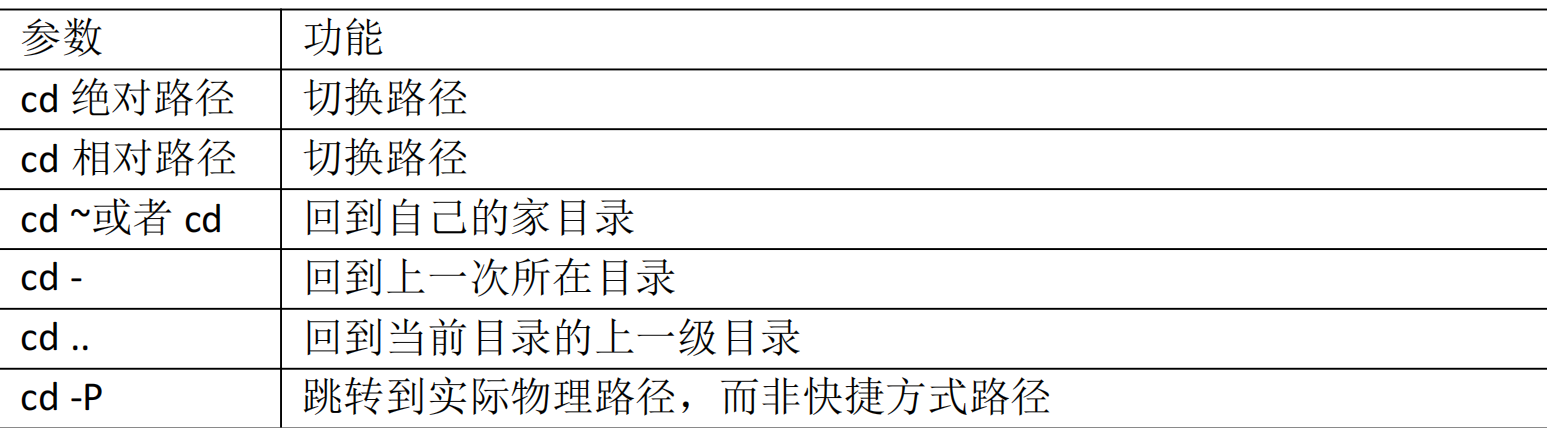 参数 功能
cd 绝对路径 切换路径
cd 相对路径 切换路径
cd ~或者 cd 回到自己的家目录
cd - 回到上一次所在目录
cd .. 回到当前目录的上一级目录
cd -P 跳转到实际物理路径，而非快捷方式路径